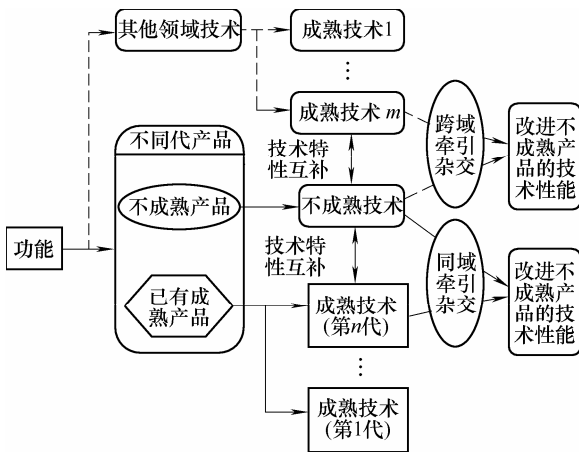 其他领域技术
成熟技术1
⋮
成熟技术 m
跨域
牵引
杂交
改进不
成熟产
品的技
术性能
不同代产品
技术特
性互补
不成熟产品
不成熟技术
功能
技术特
性互补
同域
牵引
杂交
改进不
成熟产
品的技
术性能
已有成
熟产品
成熟技术
(第n代)
⋮
成熟技术
(第1代)